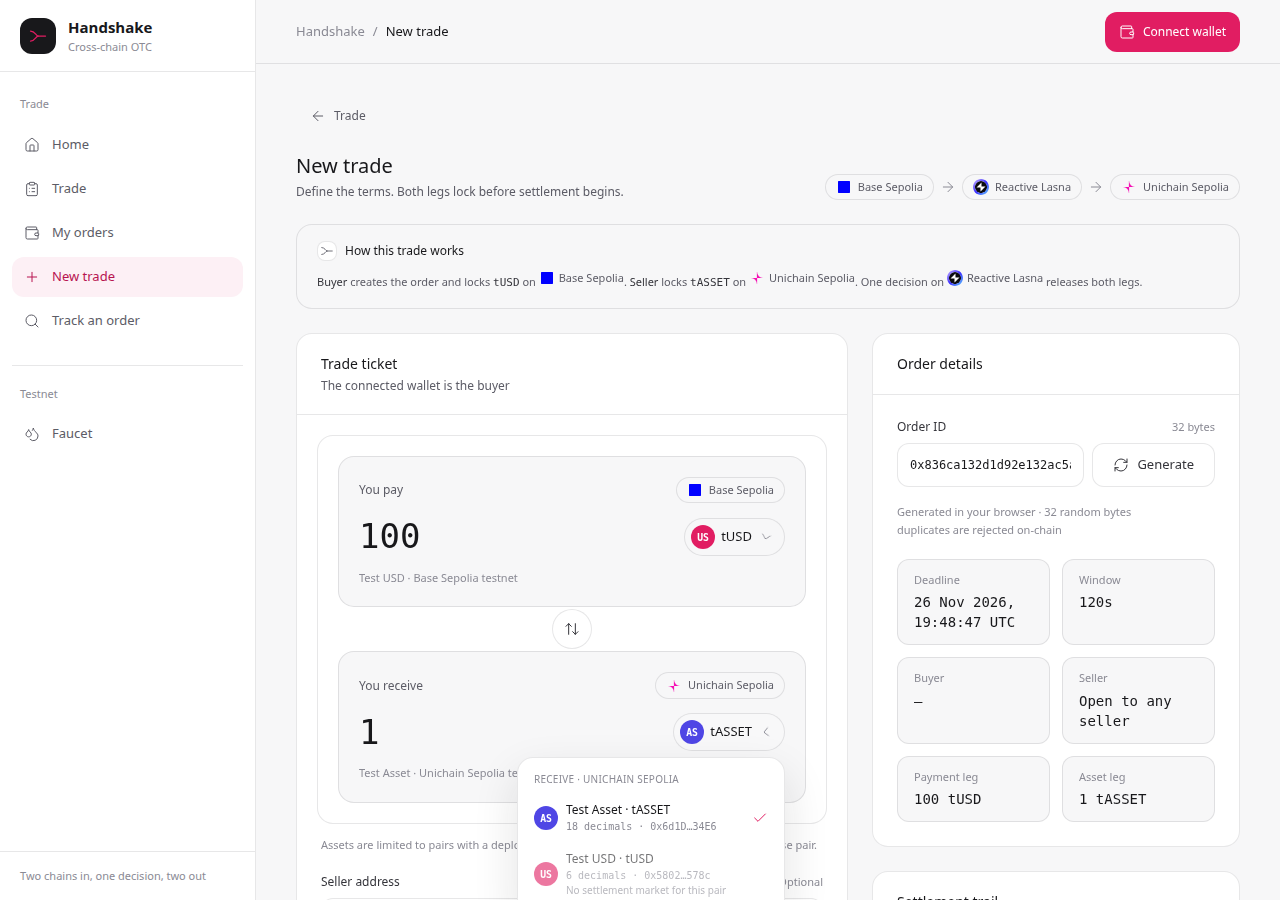 Handshake
Cross-chain OTC
Trade
Home
Trade
My orders
New trade
Track an order
Testnet
Faucet
Two chains in, one decision, two out
Handshake / New trade
Connect wallet
Trade
New trade
Define the terms. Both legs lock before settlement begins.
Base Sepolia
Reactive Lasna
Unichain Sepolia
How this trade works
Buyer creates the order and locks tUSD on Base Sepolia. Seller locks tASSET on Unichain Sepolia. One decision on Reactive Lasna releases both legs.
Trade ticket
The connected wallet is the buyer
You pay
Base Sepolia
100
US tUSD
Test USD · Base Sepolia testnet
You receive
Unichain Sepolia
1
AS tASSET
Test Asset · Unichain Sepolia te
RECEIVE · UNICHAIN SEPOLIA
AS
Test Asset · tASSET
18 decimals · 0x6d1D…34E6
US
Test USD · tUSD
6 decimals · 0x5802…578c
No settlement market for this pair
Assets are limited to pairs with a deplo
se pair.
Seller address
Optional
Order details
Order ID
32 bytes
0x836ca132d1d92e132ac5a
Generate
Generated in your browser · 32 random bytes
duplicates are rejected on-chain
Deadline
26 Nov 2026,
19:48:47 UTC
Window
120s
Buyer
—
Seller
Open to any
seller
Payment leg
100 tUSD
Asset leg
1 tASSET
Settlement trail